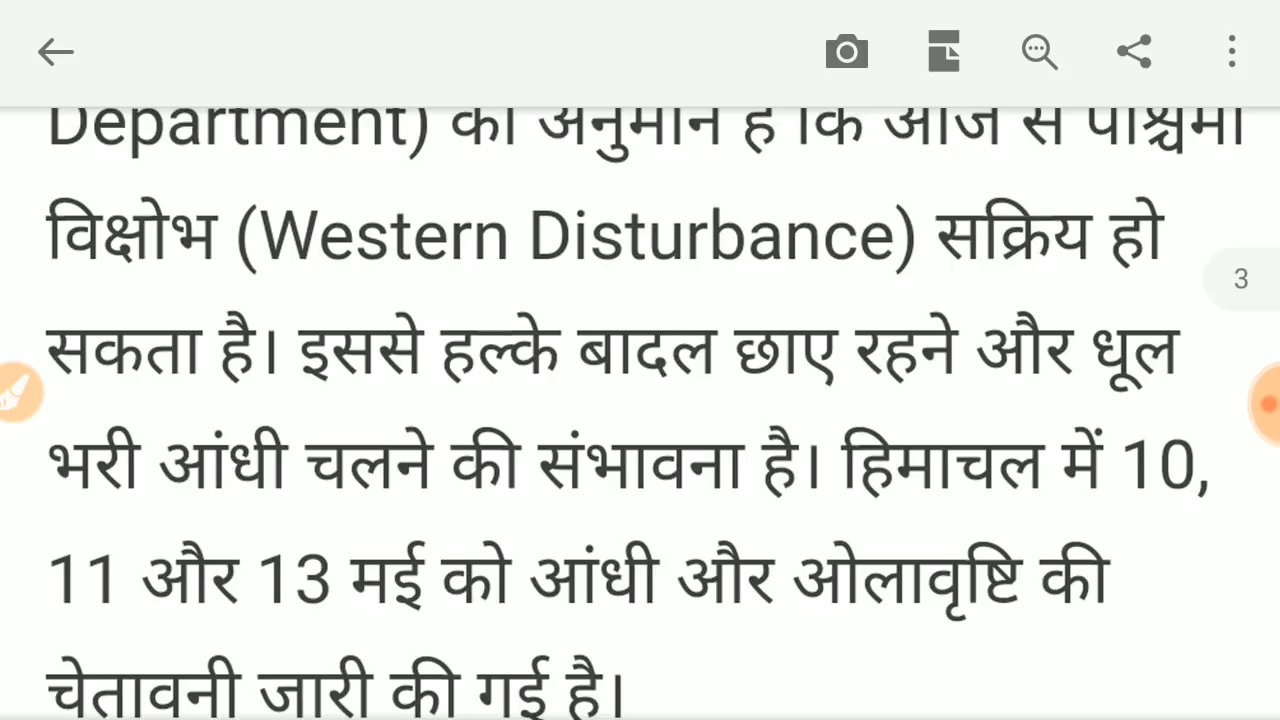 3
Department) का अनुमान है कि आज से पश्चिमी
विक्षोभ (Western Disturbance) सक्रिय हो
सकता है। इससे हल्के बादल छाए रहने और धूल
भरी आंधी चलने की संभावना है। हिमाचल में 10,
11 और 13 मई को आंधी और ओलावृष्टि की
चेतावनी जारी की गई है।